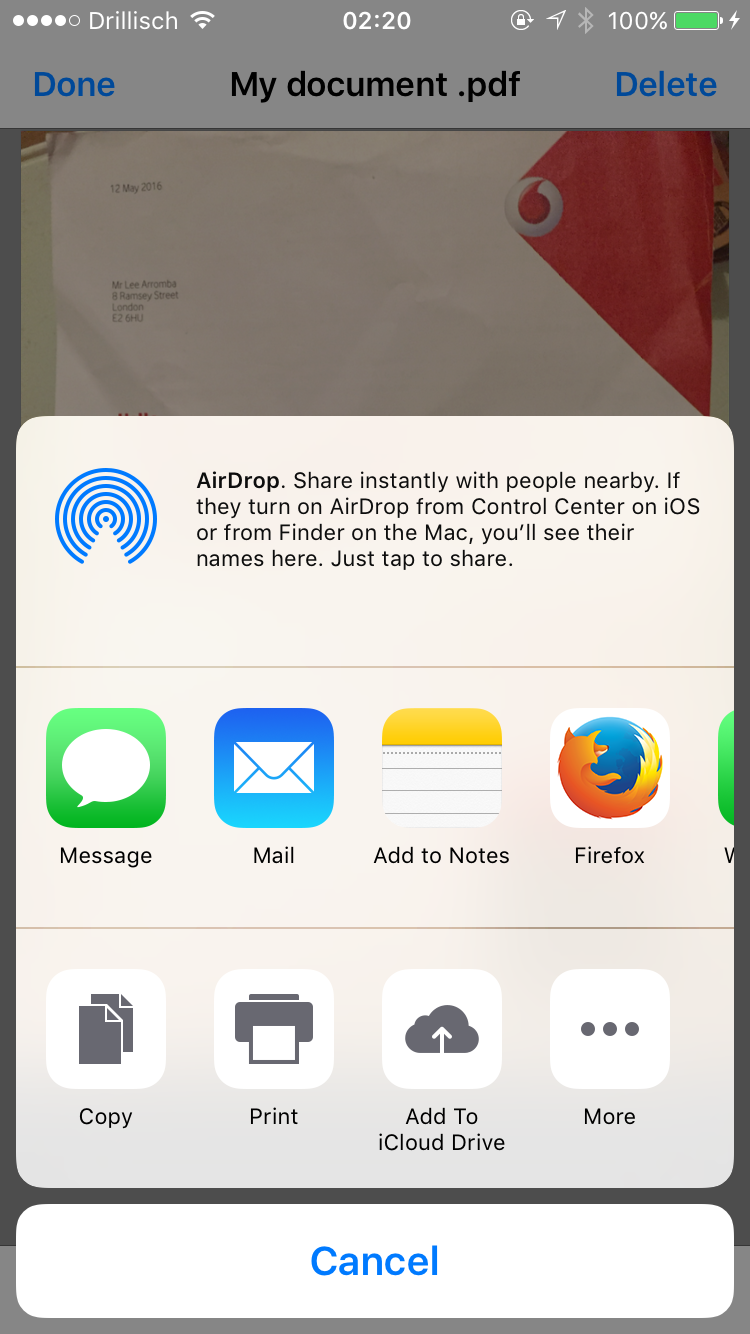 Drillisch 02:20 100%
Done My document .pdf Delete
12 May 2016
Mr Lee Arromba
8 Ramsey Street
London
E2 6HU
AirDrop. Share instantly with people nearby. If
they turn on AirDrop from Control Center on iOS
or from Finder on the Mac, you’ll see their
names here. Just tap to share.
Message Mail Add to Notes Firefox
Copy Print Add To More
iCloud Drive
Cancel